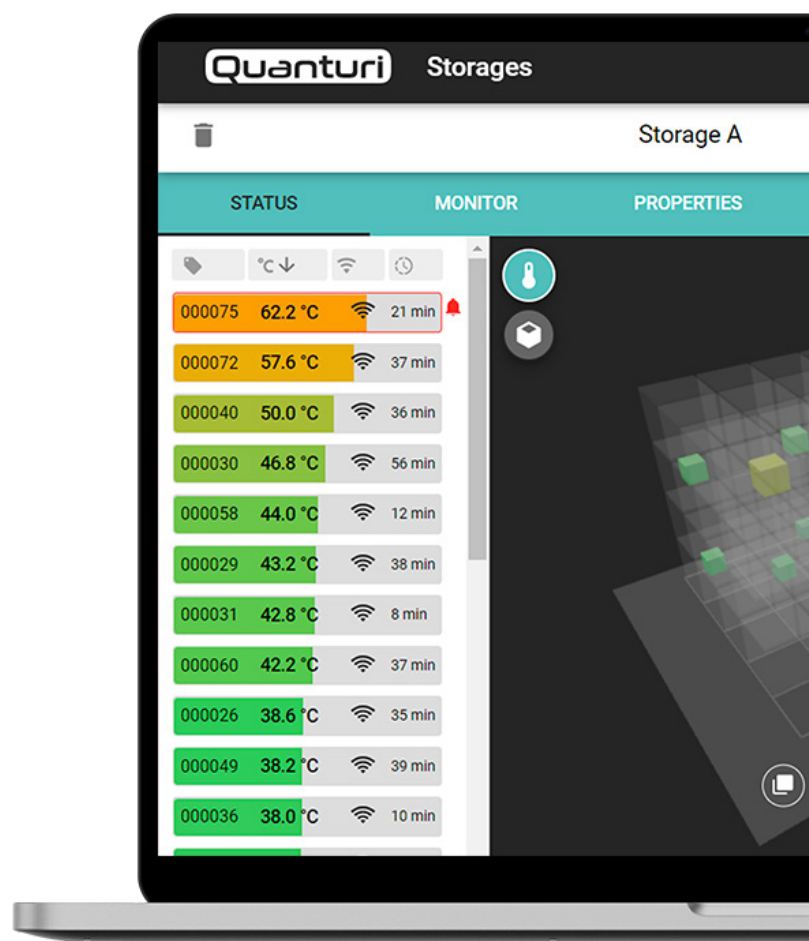 Quanturi Storages
Storage A
STATUS MONITOR PROPERTIES
°C
000075 62.2 °C 21 min
000072 57.6 °C 37 min
000040 50.0 °C 36 min
000030 46.8 °C 56 min
000058 44.0 °C 12 min
000029 43.2 °C 38 min
000031 42.8 °C 8 min
000060 42.2 °C 37 min
000026 38.6 °C 35 min
000049 38.2 °C 39 min
000036 38.0 °C 10 min